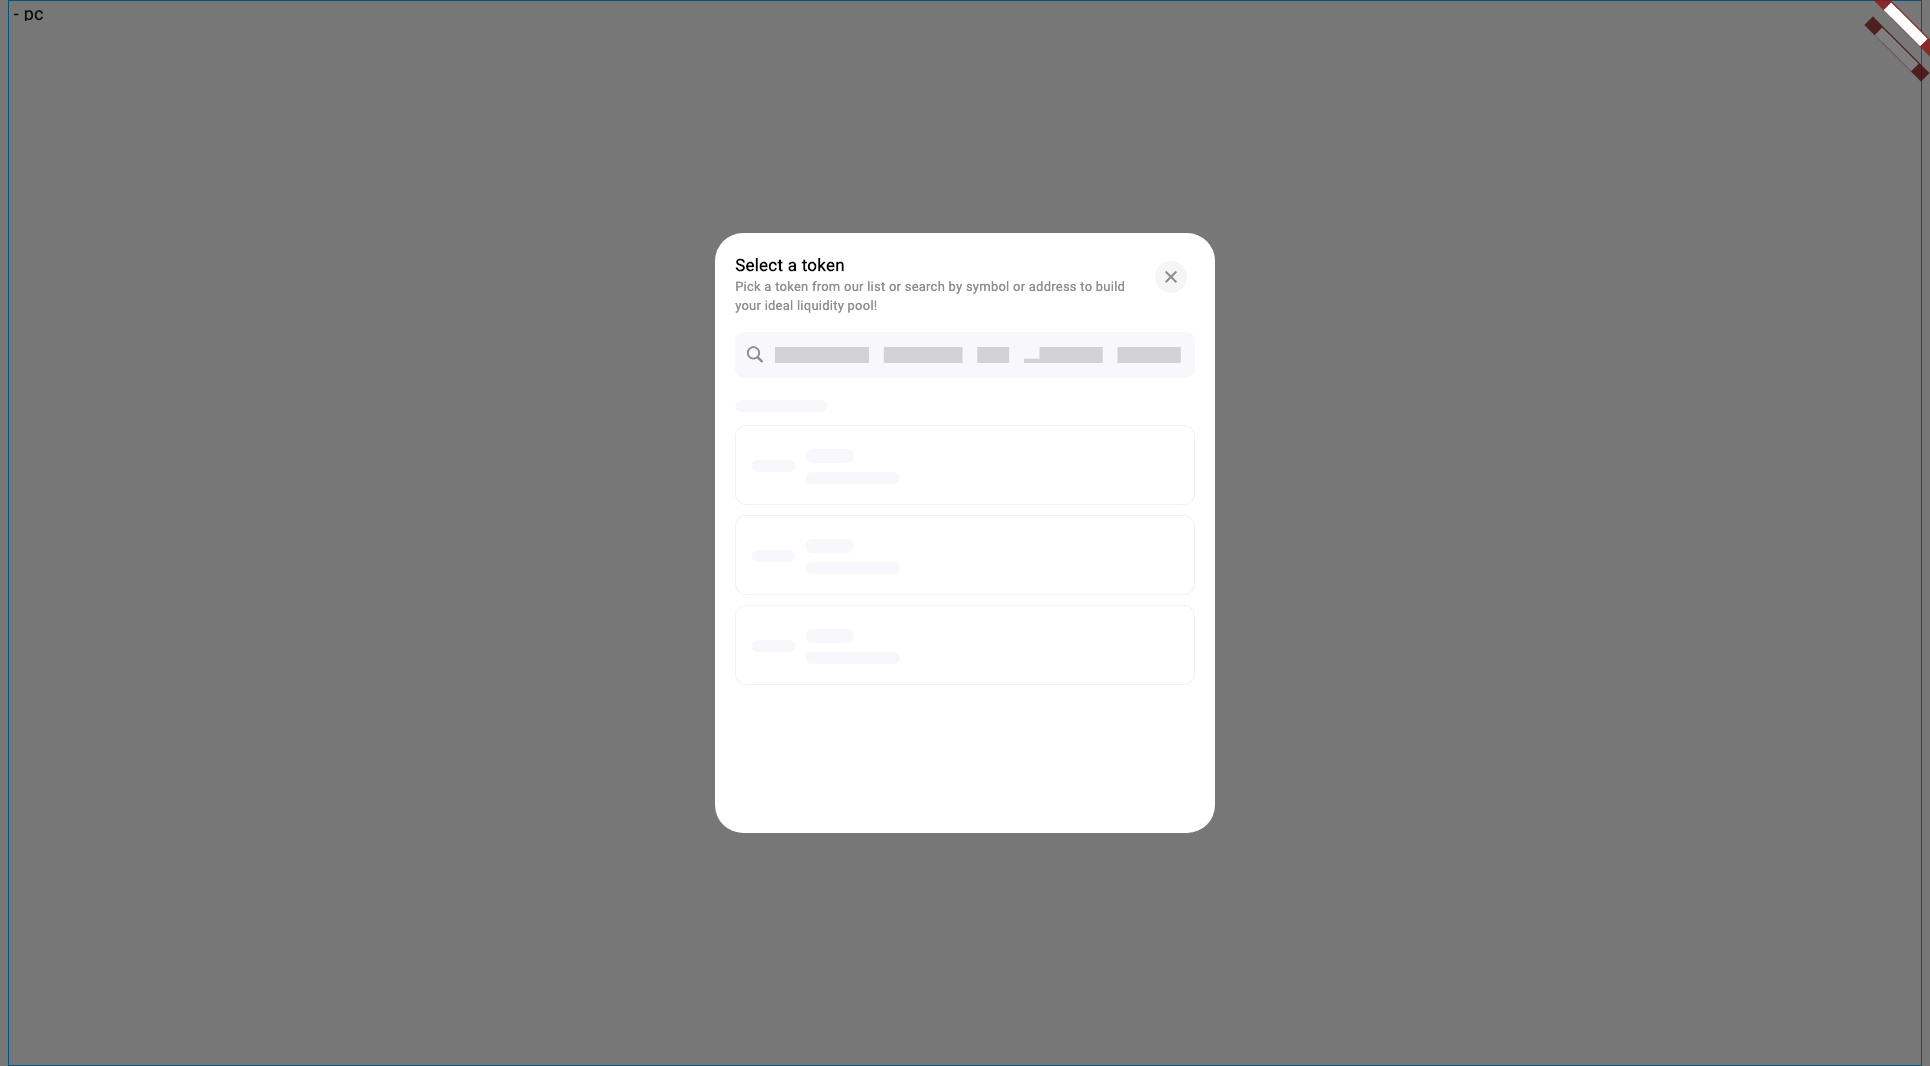 - pc
Select a token
Pick a token from our list or search by symbol or address to build
your ideal liquidity pool!